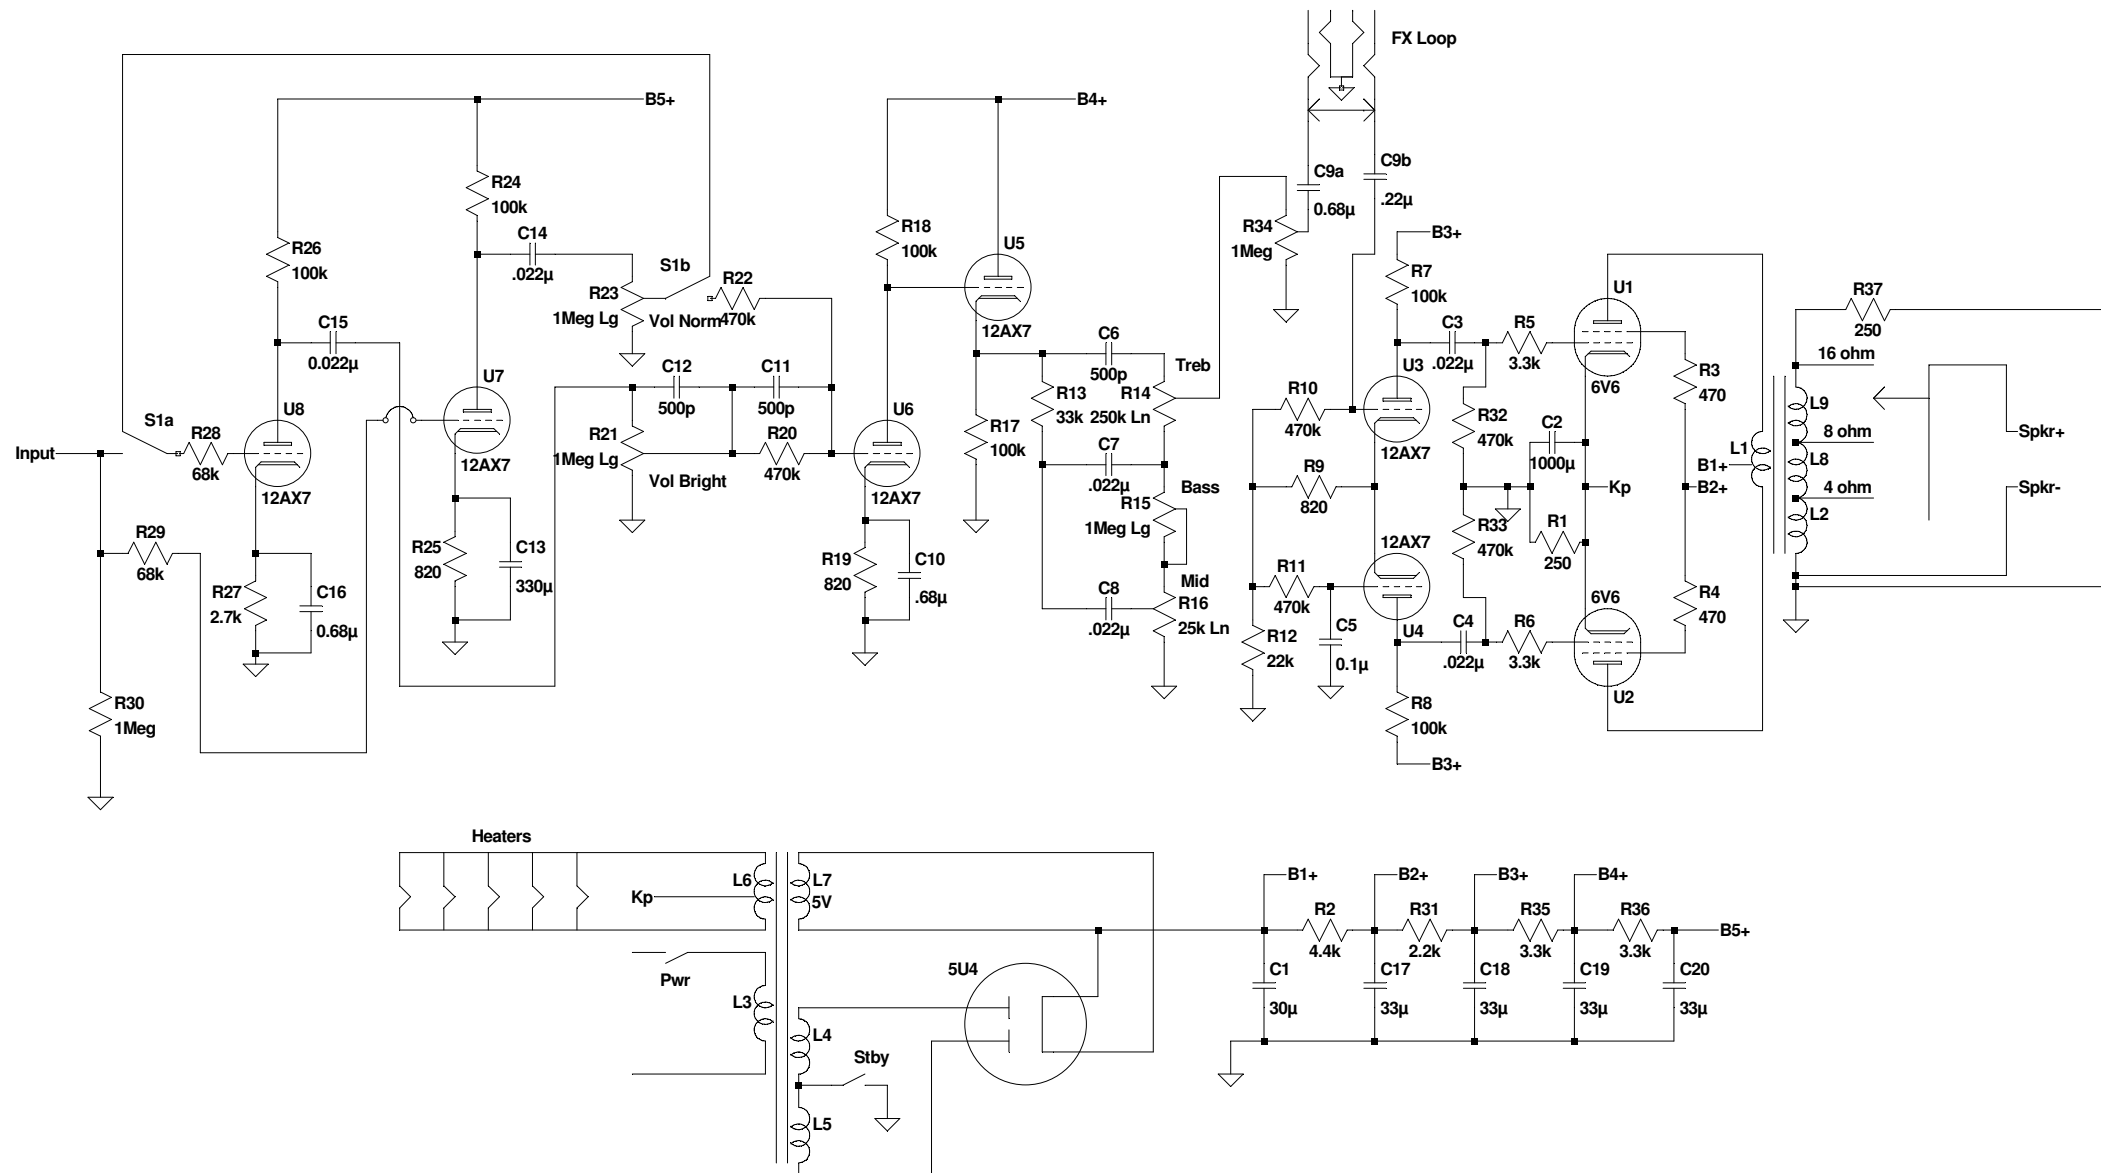 FX Loop
B5+
B4+
R24
100k
C9a
0.68µ
C9b
.22µ
R26
100k
C14
.022µ
S1b
R23
1Meg Lg
Vol Norm
R22
470k
R18
100k
U5
12AX7
R34
1Meg
B3+
R7
100k
U1
6V6
R37
250
C15
0.022µ
C6
500p
Treb
C3
.022µ
R5
3.3k
16 ohm
R3
470
U7
12AX7
C12
500p
C11
500p
R13
33k
R14
250k Ln
U3
12AX7
R10
470k
L9
S1a
U8
12AX7
R28
68k
R21
1Meg Lg
Vol Bright
R20
470k
U6
12AX7
R17
100k
R32
470k
C2
1000µ
L1
8 ohm
Spkr+
Input
C7
.022µ
Bass
R15
1Meg Lg
R9
820
Kp
B1+
B2+
L8
4 ohm
Spkr-
R29
68k
R25
820
C13
330µ
R19
820
C10
.68µ
12AX7
U4
R33
470k
R1
250
L2
R27
2.7k
C16
0.68µ
C8
.022µ
Mid
R16
25k Ln
R11
470k
C5
0.1µ
R12
22k
C4
.022µ
R6
3.3k
6V6
U2
R4
470
R30
1Meg
R8
100k
B3+
Heaters
Kp
L6
L7
5V
B1+
B2+
B3+
B4+
R2
4.4k
R31
2.2k
R35
3.3k
R36
3.3k
B5+
Pwr
L3
5U4
C1
30µ
C17
33µ
C18
33µ
C19
33µ
C20
33µ
L4
Stby
L5